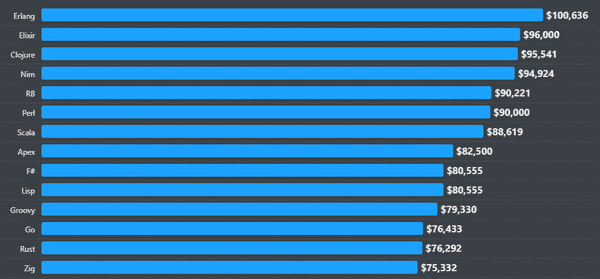 Erlang $100,636
Elixir $96,000
Clojure $95,541
Nim $94,924
RB $90,221
Perl $90,000
Scala $88,619
Apex $82,500
F# $80,555
Lisp $80,555
Groovy $79,330
Go $76,433
Rust $76,292
Zig $75,332